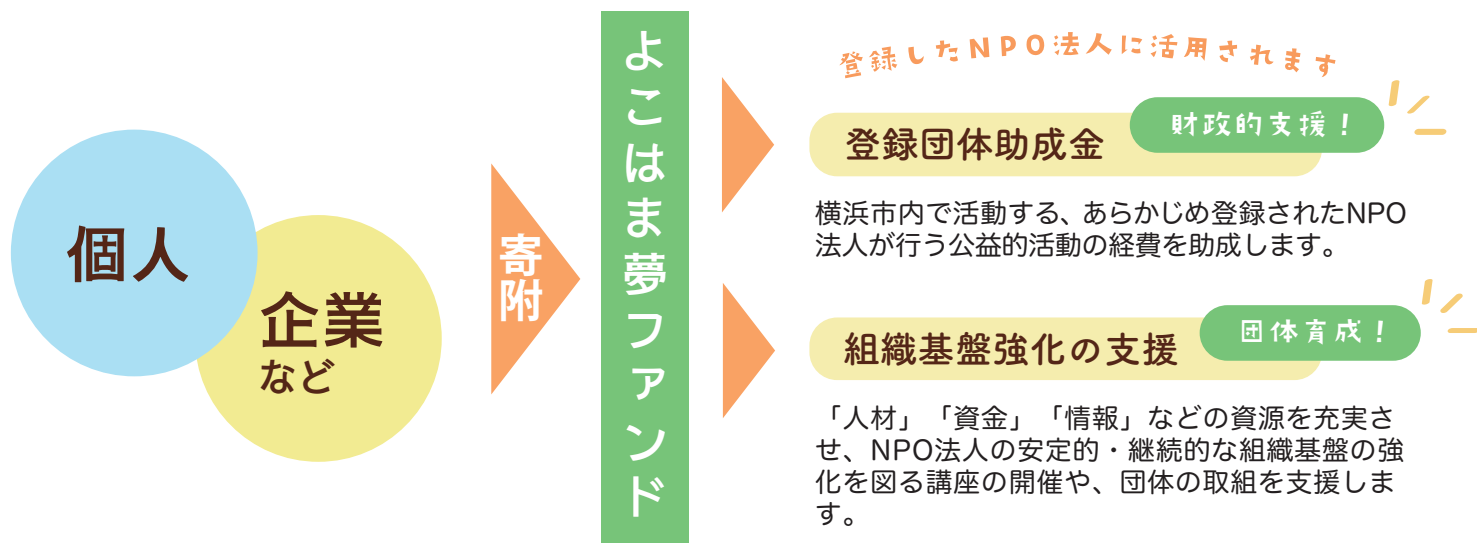 個人
企業
など
寄附
よこはま夢ファンド
登録したNPO法人に活用されます
登録団体助成金
財政的支援！
横浜市内で活動する、あらかじめ登録されたNPO
法人が行う公益的活動の経費を助成します。
組織基盤強化の支援
団体育成！
「人材」「資金」「情報」などの資源を充実さ
せ、NPO法人の安定的・継続的な組織基盤の強
化を図る講座の開催や、団体の取組を支援しま
す。